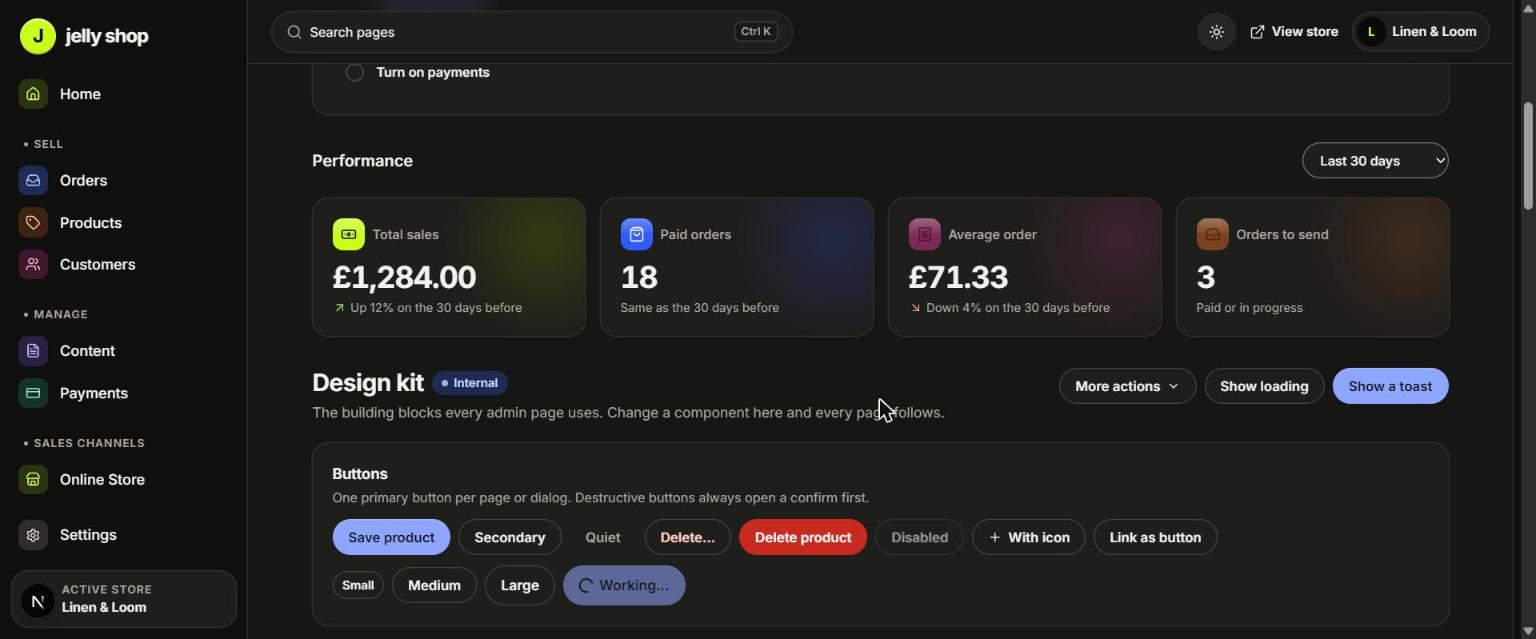 J jelly shop
Search pages
Ctrl K
View store
L Linen & Loom
Home
SELL
Orders
Products
Customers
MANAGE
Content
Payments
SALES CHANNELS
Online Store
Settings
N
ACTIVE STORE
Linen & Loom
Turn on payments
Performance
Last 30 days
Total sales
£1,284.00
Up 12% on the 30 days before
Paid orders
18
Same as the 30 days before
Average order
£71.33
Down 4% on the 30 days before
Orders to send
3
Paid or in progress
Design kit
Internal
More actions
Show loading
Show a toast
The building blocks every admin page uses. Change a component here and every page follows.
Buttons
One primary button per page or dialog. Destructive buttons always open a confirm first.
Save product
Secondary
Quiet
Delete...
Delete product
Disabled
With icon
Link as button
Small
Medium
Large
Working...